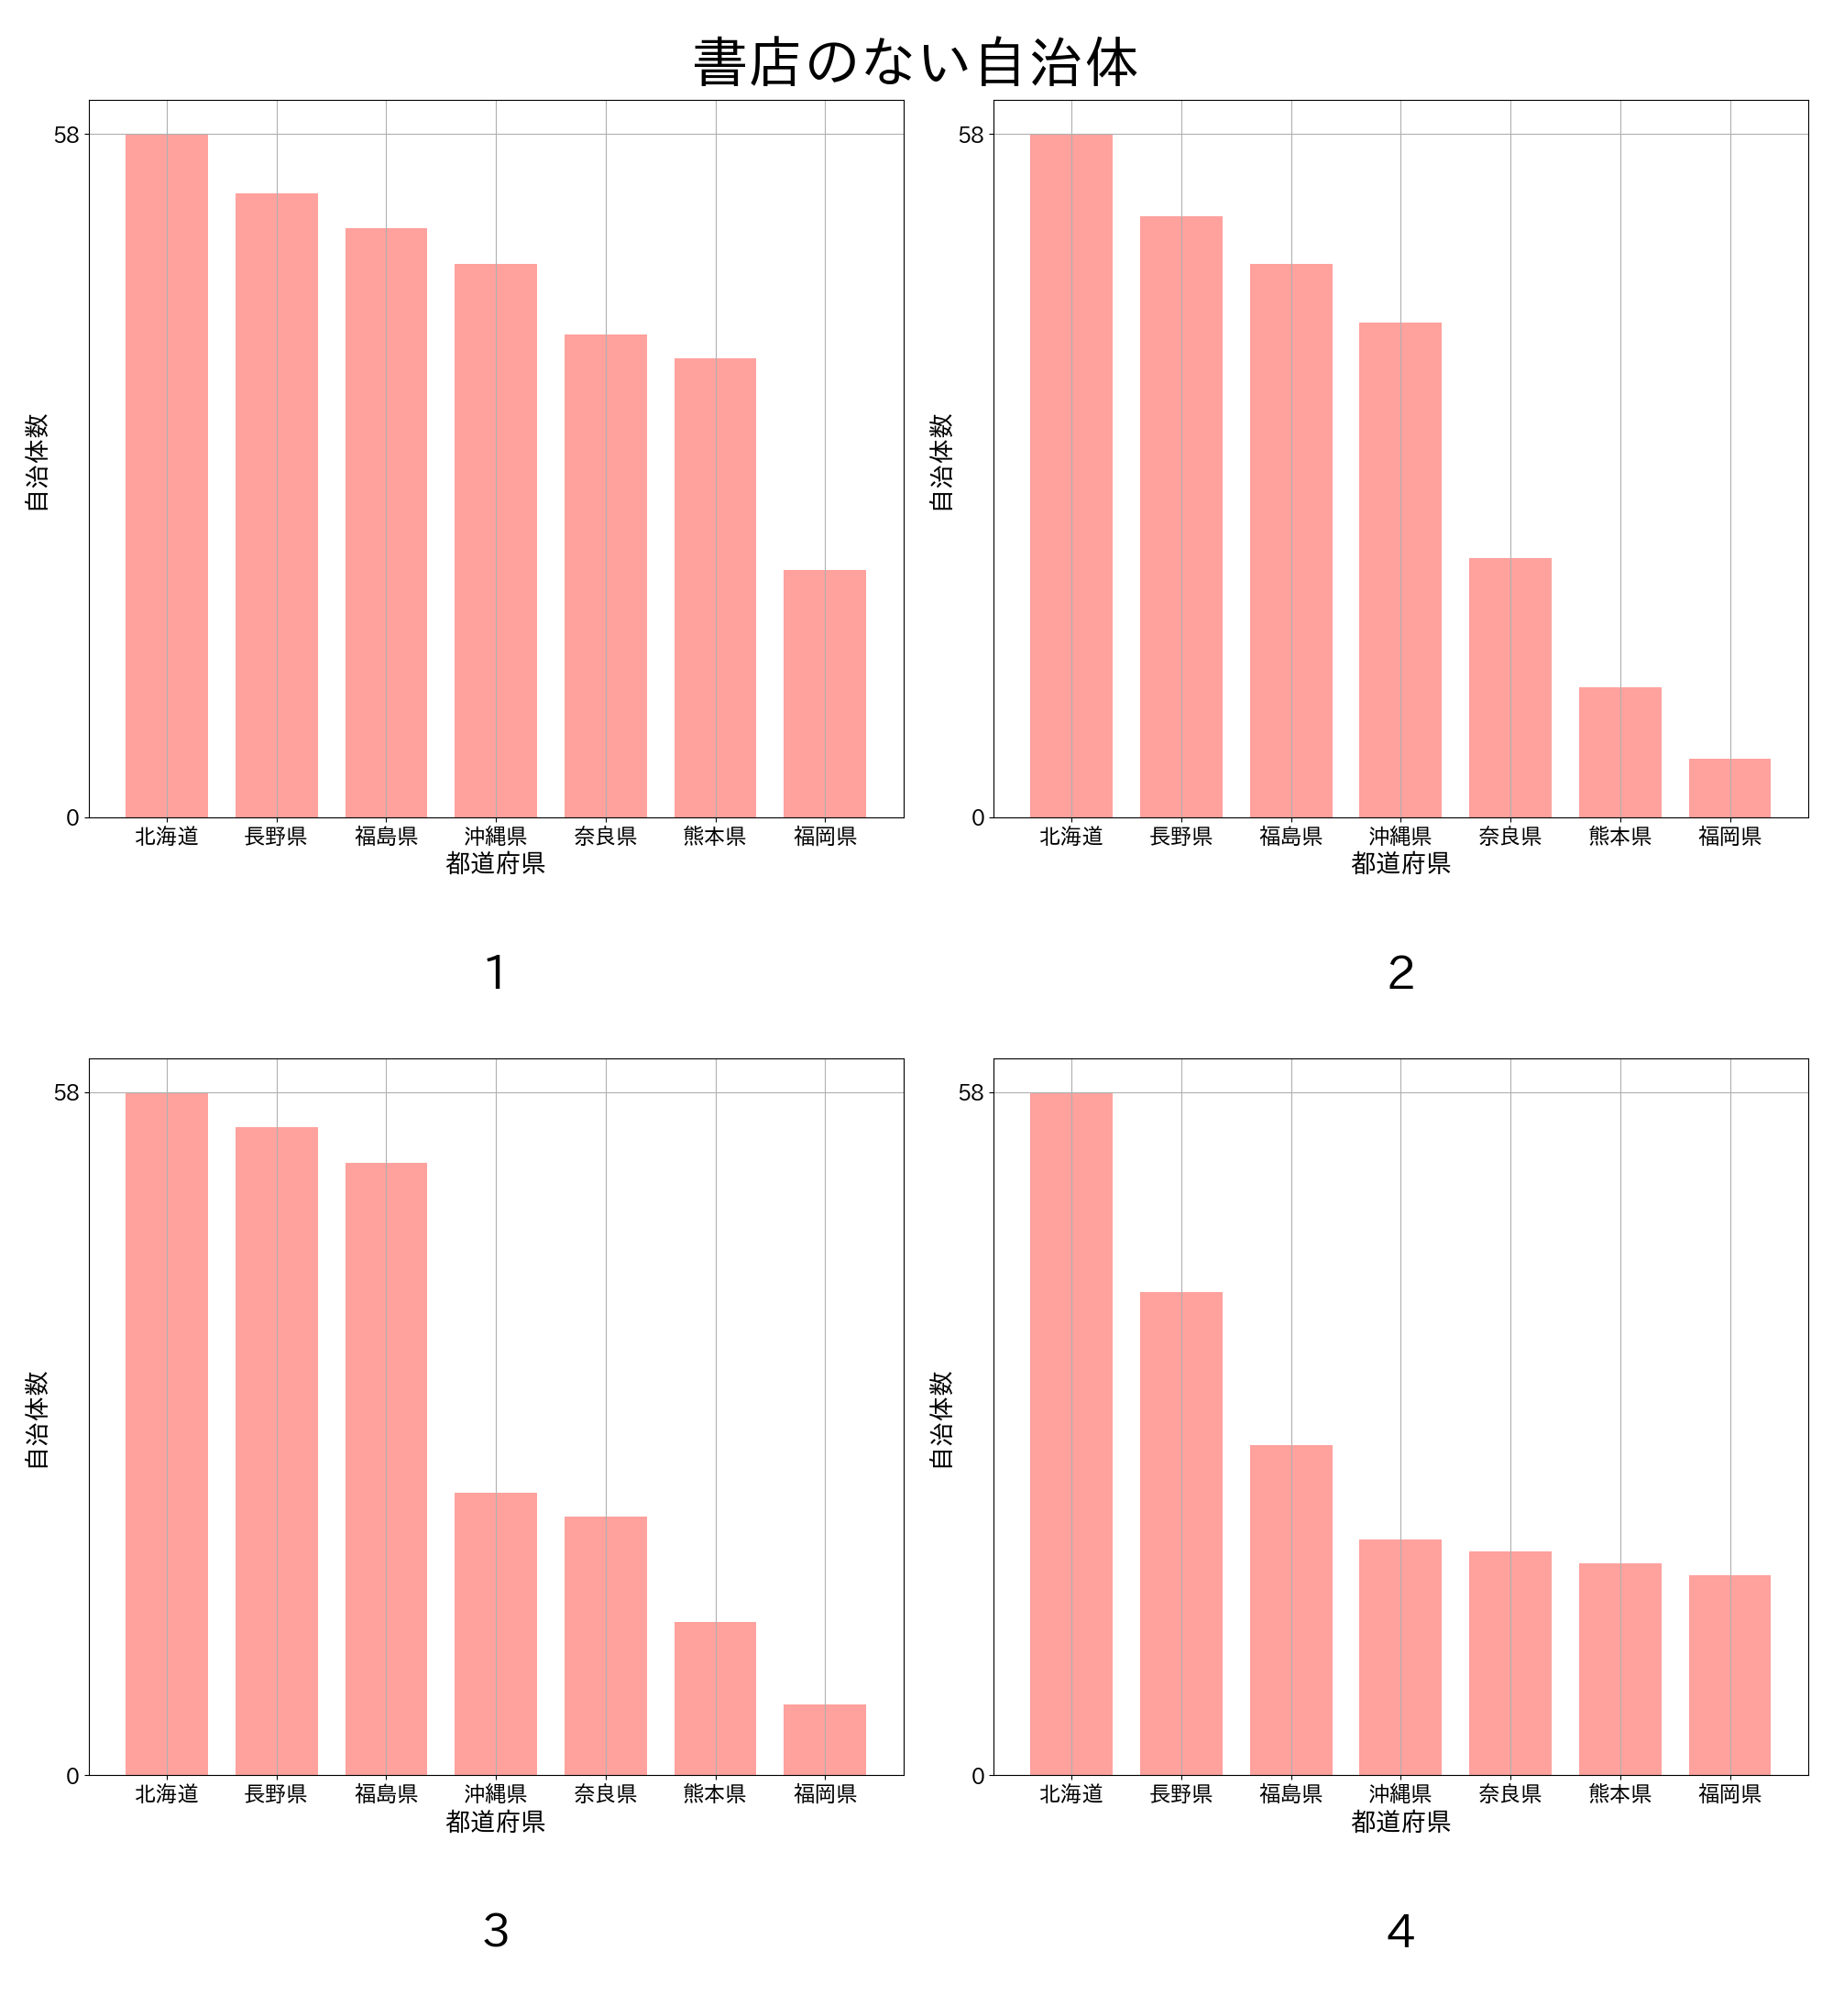 書店のない自治体
58
0
自治体数
北海道 長野県 福島県 沖縄県 奈良県 熊本県 福岡県
都道府県
1
58
0
自治体数
北海道 長野県 福島県 沖縄県 奈良県 熊本県 福岡県
都道府県
2
58
0
自治体数
北海道 長野県 福島県 沖縄県 奈良県 熊本県 福岡県
都道府県
3
58
0
自治体数
北海道 長野県 福島県 沖縄県 奈良県 熊本県 福岡県
都道府県
4